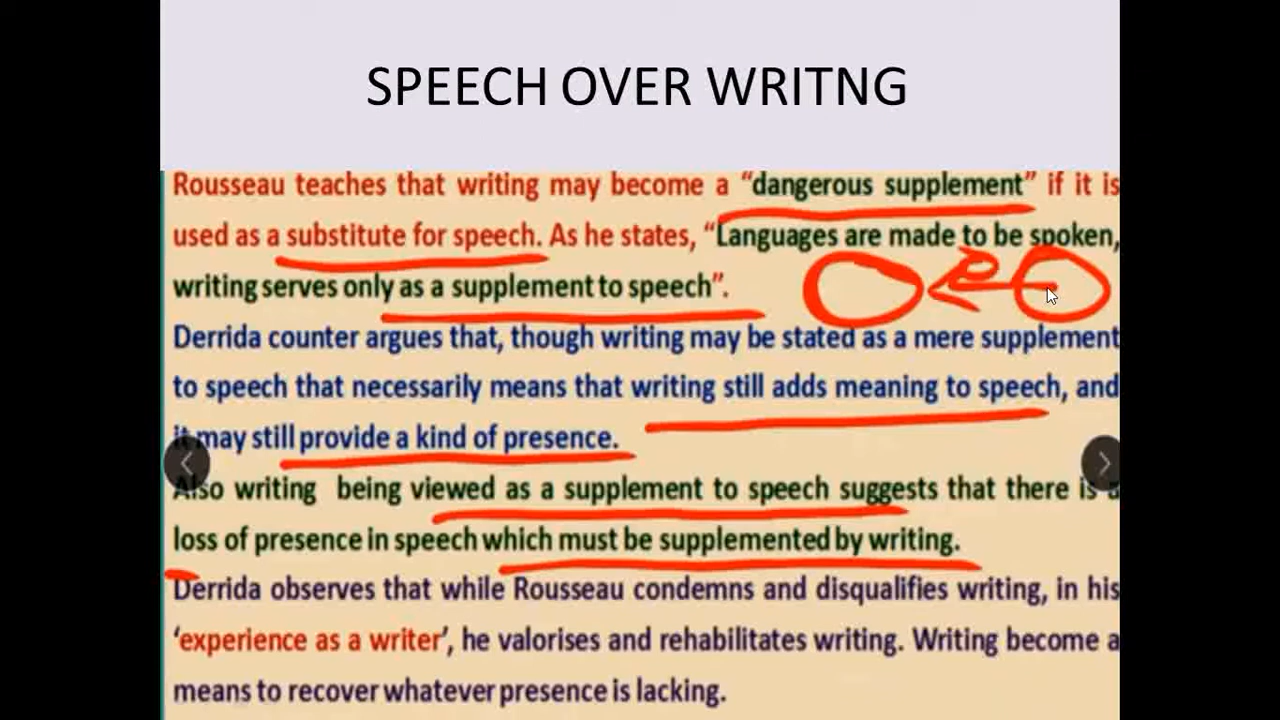 SPEECH OVER WRITNG
Rousseau teaches that writing may become a “dangerous supplement” if it is
used as a substitute for speech. As he states, “Languages are made to be spoken,
writing serves only as a supplement to speech”.
Derrida counter argues that, though writing may be stated as a mere supplement
to speech that necessarily means that writing still adds meaning to speech, and
it may still provide a kind of presence.
Also writing being viewed as a supplement to speech suggests that there is a
loss of presence in speech which must be supplemented by writing.
Derrida observes that while Rousseau condemns and disqualifies writing, in his
‘experience as a writer’, he valorises and rehabilitates writing. Writing become a
means to recover whatever presence is lacking.